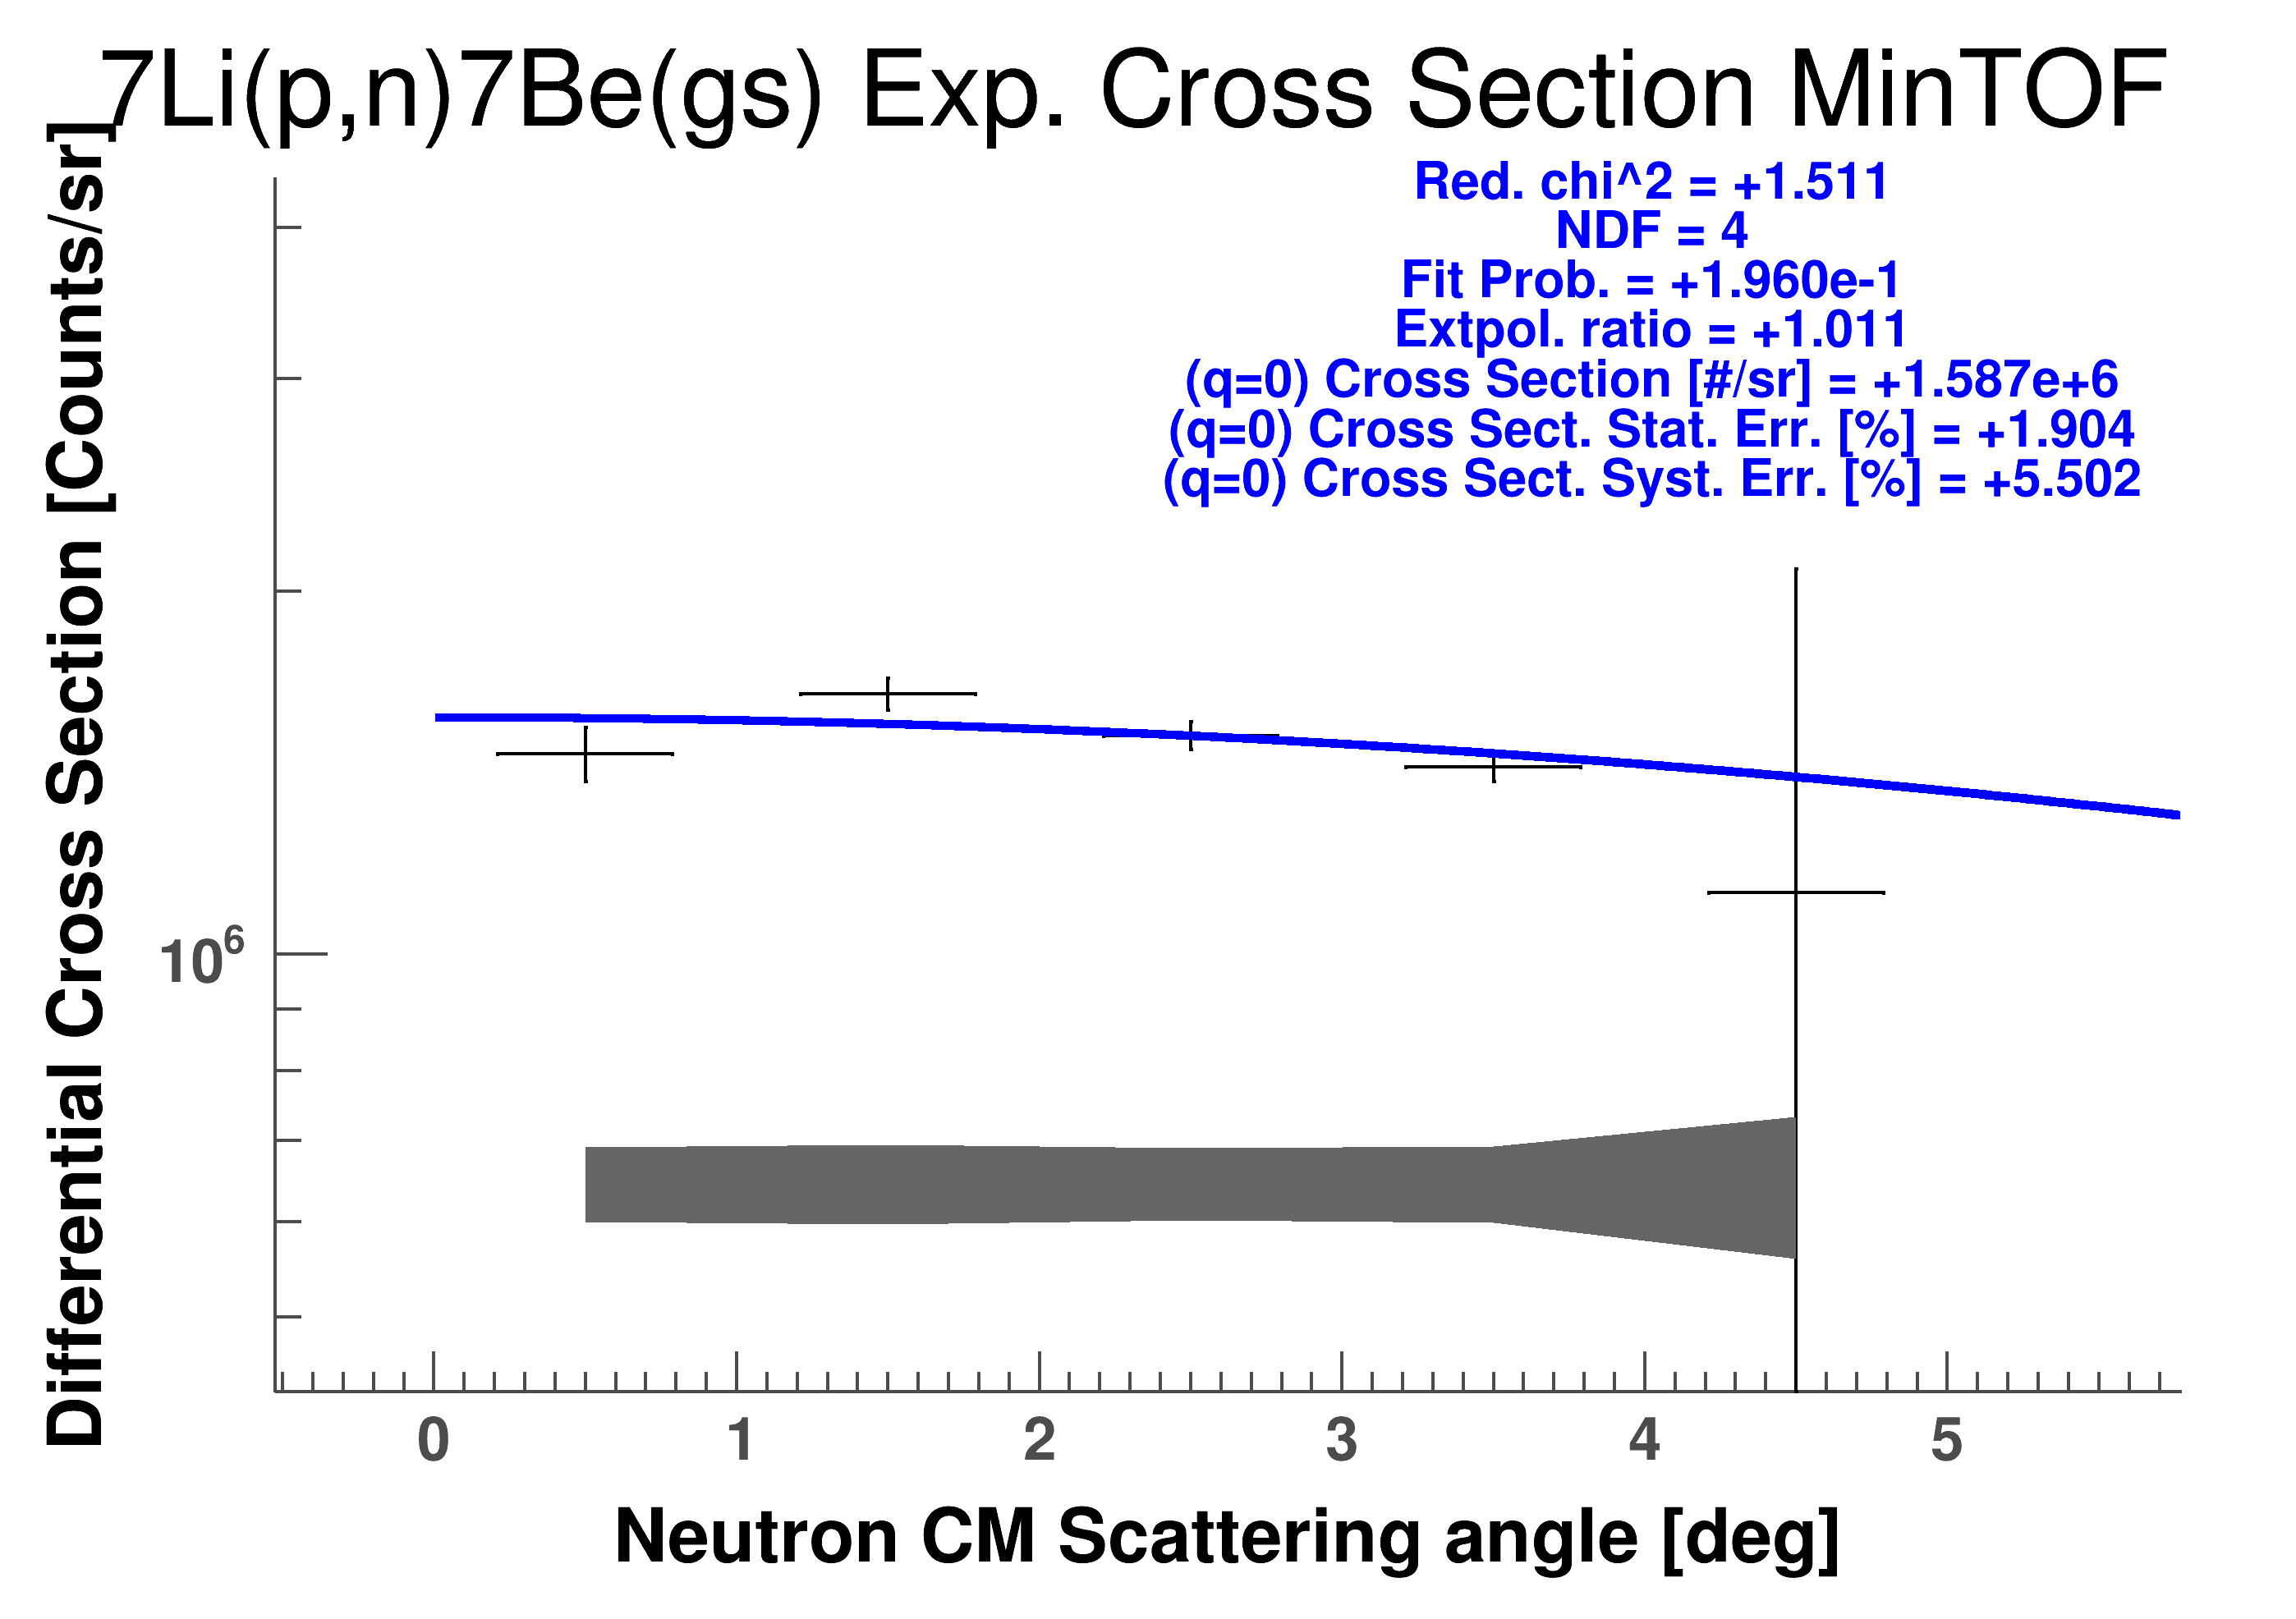 7Li(p,n)7Be(gs) Exp. Cross Section MinTOF
Red. chi^2 = +1.511
NDF = 4
Fit Prob. = +1.960e-1
Extpol. ratio = +1.011
(q=0) Cross Section [#/sr] = +1.587e+6
(q=0) Cross Sect. Stat. Err. [%] = +1.904
(q=0) Cross Sect. Syst. Err. [%] = +5.502
Differential Cross Section [Counts/sr]
10^6
0 1 2 3 4 5
Neutron CM Scattering angle [deg]